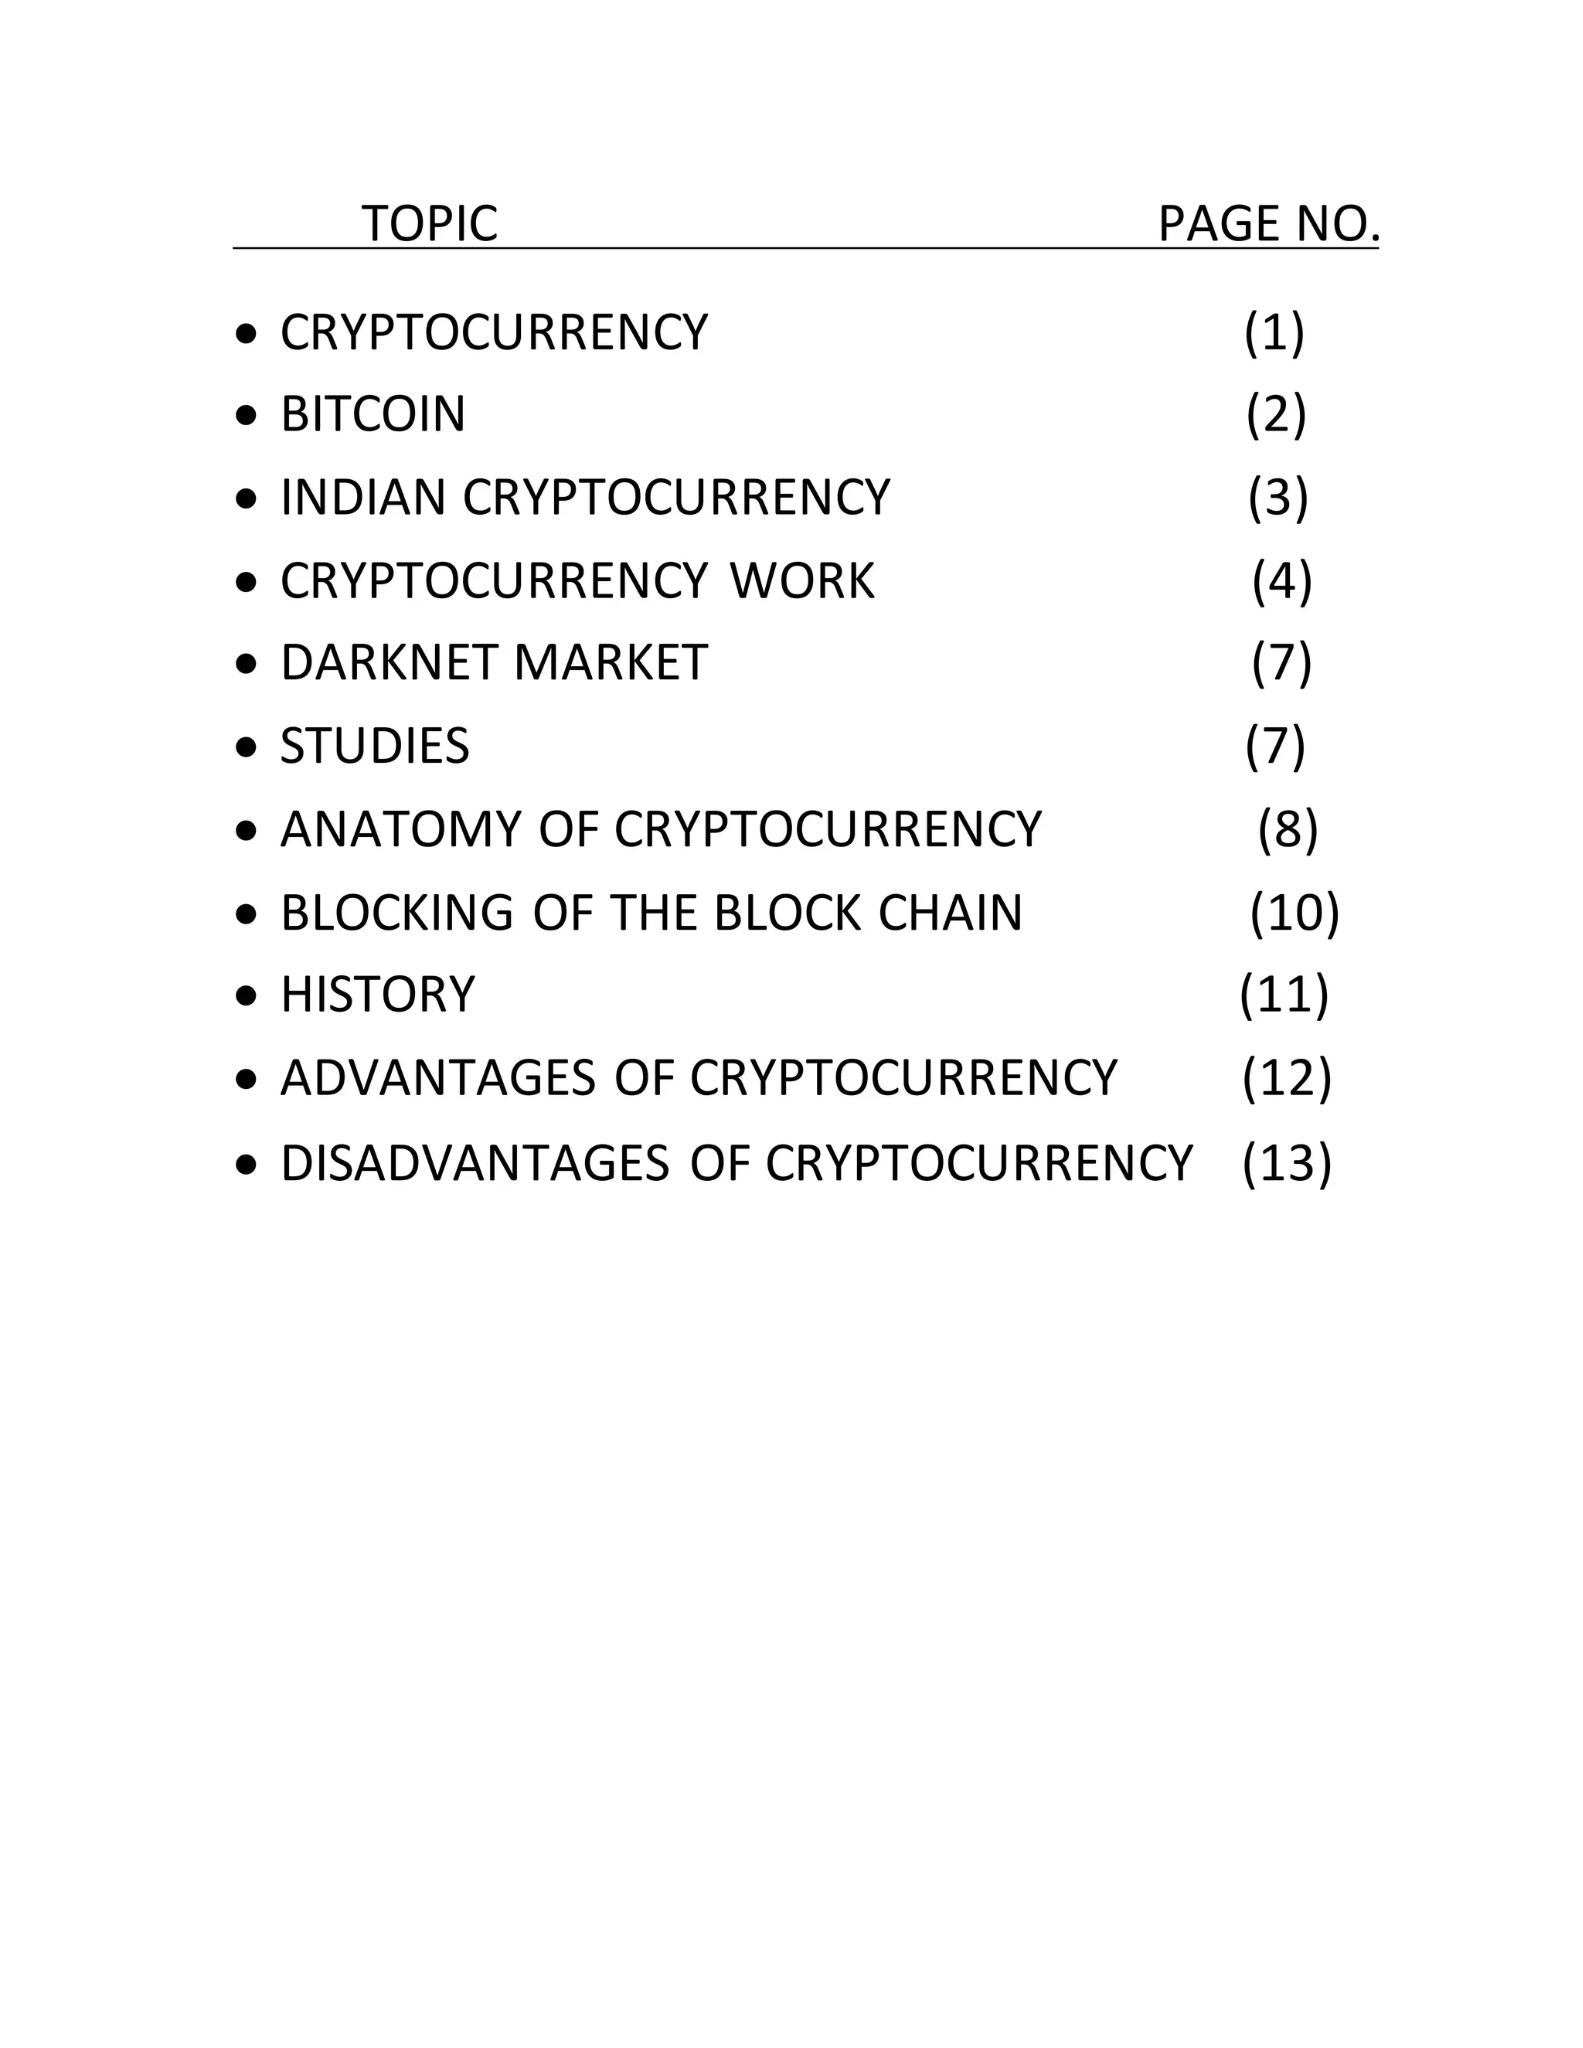 TOPIC PAGE NO.
• CRYPTOCURRENCY (1)
• BITCOIN (2)
• INDIAN CRYPTOCURRENCY (3)
• CRYPTOCURRENCY WORK (4)
• DARKNET MARKET (7)
• STUDIES (7)
• ANATOMY OF CRYPTOCURRENCY (8)
• BLOCKING OF THE BLOCK CHAIN (10)
• HISTORY (11)
• ADVANTAGES OF CRYPTOCURRENCY (12)
• DISADVANTAGES OF CRYPTOCURRENCY (13)